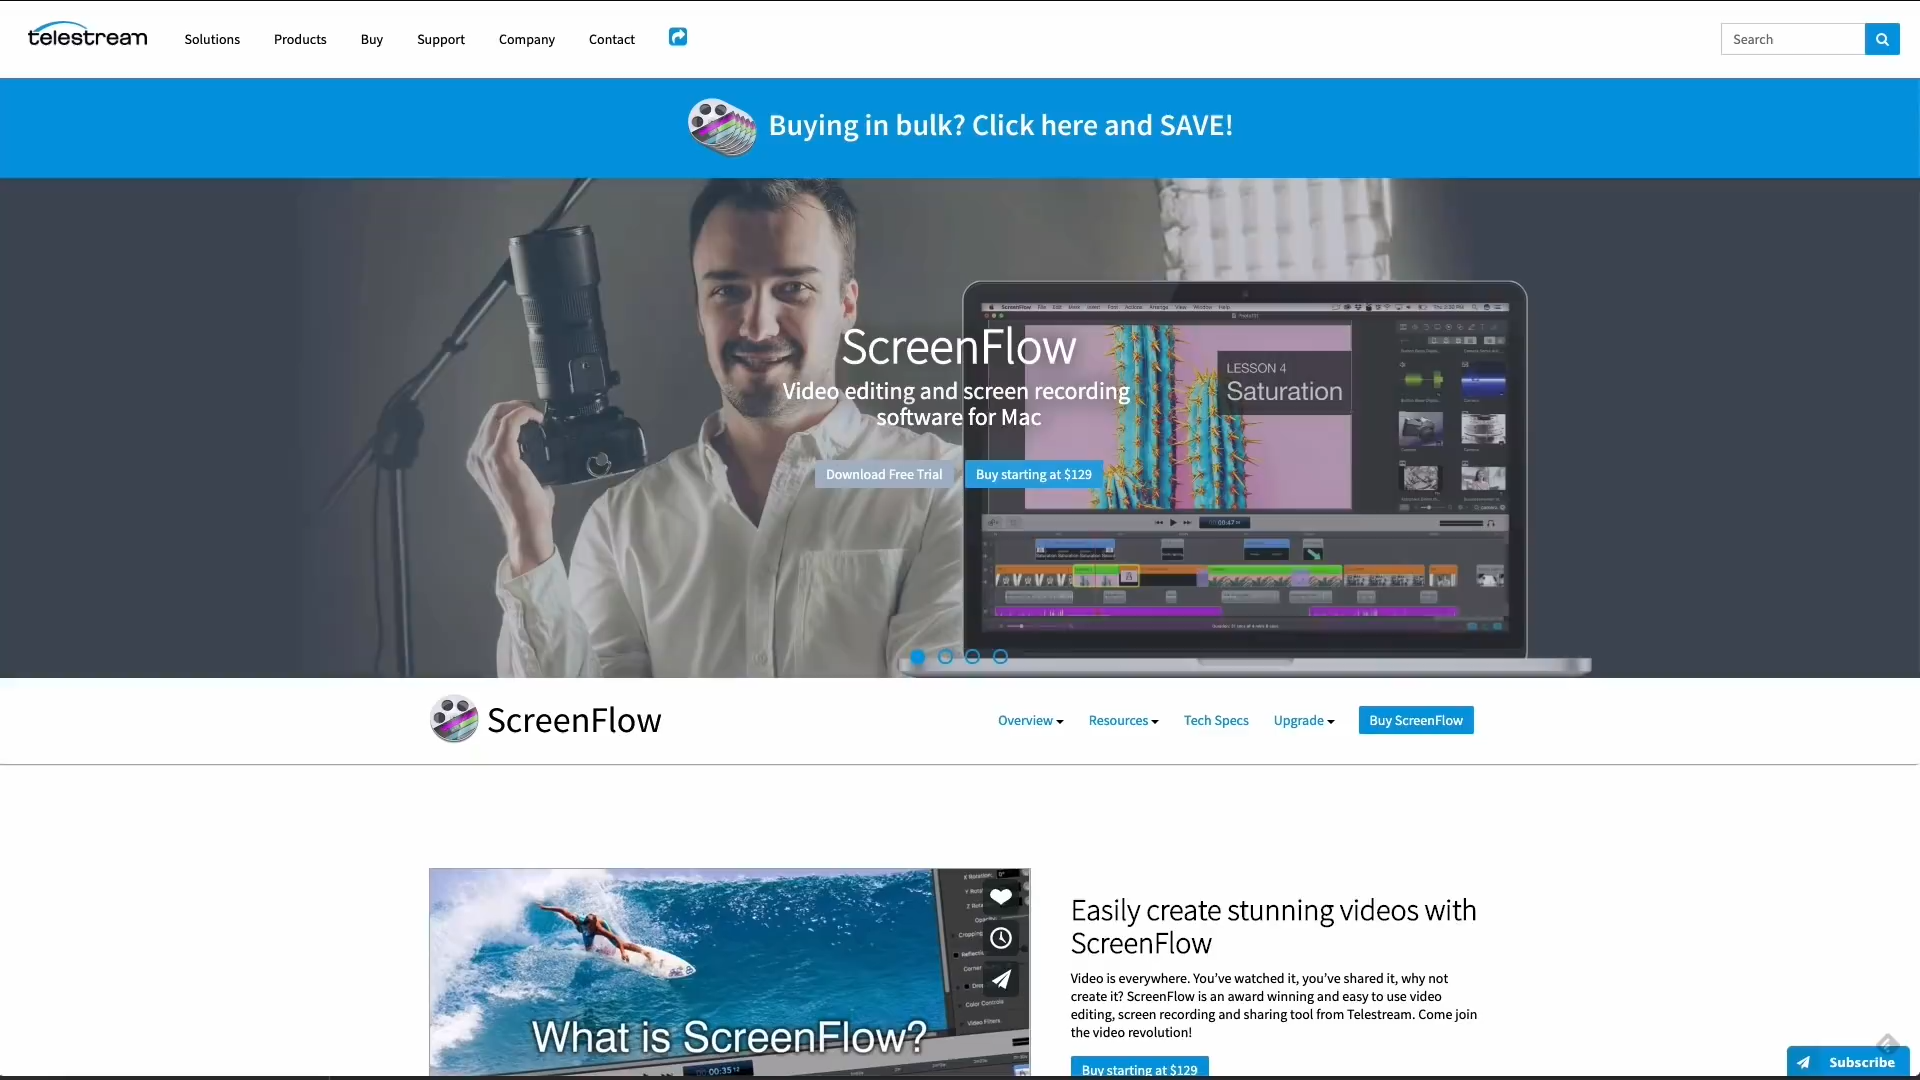 telestream
Solutions
Products
Buy
Support
Company
Contact
Search
Buying in bulk? Click here and SAVE!
ScreenFlow
Video editing and screen recording
software for Mac
Download Free Trial
Buy starting at $129
LESSON 4
Saturation
ScreenFlow
Overview
Resources
Tech Specs
Upgrade
Buy ScreenFlow
What is ScreenFlow?
Easily create stunning videos with
ScreenFlow
Video is everywhere. You’ve watched it, you’ve shared it, why not
create it? ScreenFlow is an award winning and easy to use video
editing, screen recording and sharing tool from Telestream. Come join
the video revolution!
Buy starting at $129
Subscribe